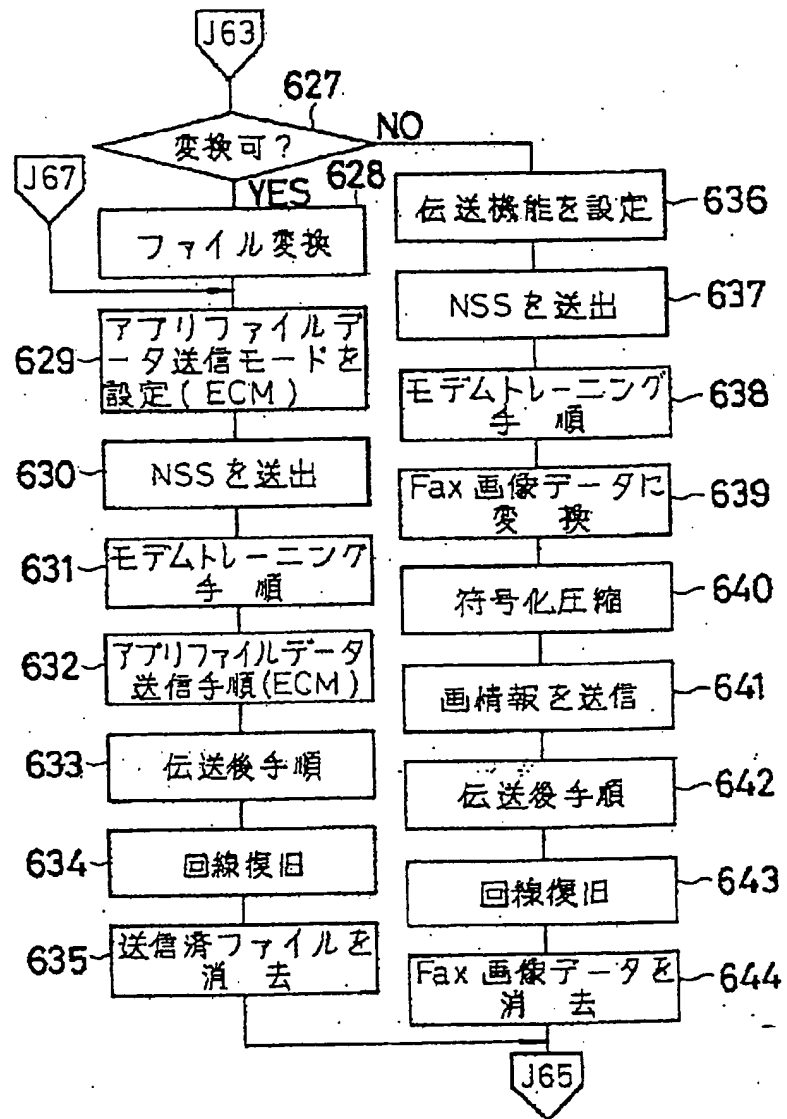 J63
627
変換可?
NO
J67
YES
628
ファイル変換
629
アプリファイルデ
ータ送信モードを
設定(ECM)
630
NSSを送出
631
モデムトレーニング
手順
632
アプリファイルデータ
送信手順(ECM)
633
伝送後手順
634
回線復旧
635
送信済ファイルを
消去
伝送機能を設定
636
NSSを送出
637
モデムトレーニング
手順
638
Fax画像データに
変換
639
符号化圧縮
640
画情報を送信
641
伝送後手順
642
回線復旧
643
Fax画像データを
消去
644
J65